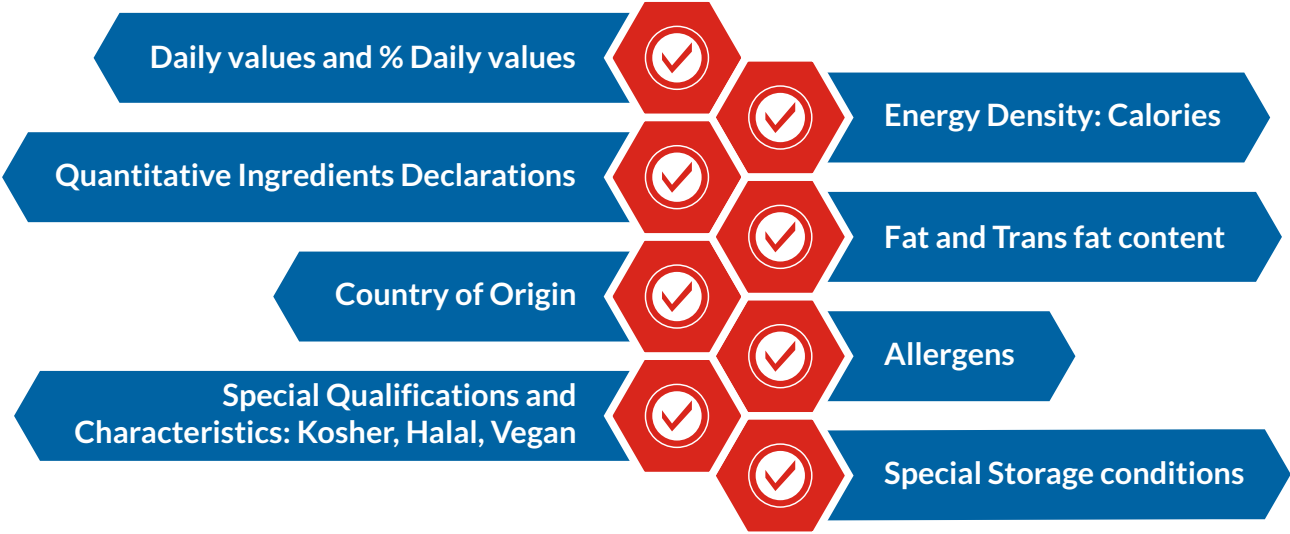 Daily values and % Daily values
Energy Density: Calories
Quantitative Ingredients Declarations
Fat and Trans fat content
Country of Origin
Allergens
Special Qualifications and
Characteristics: Kosher, Halal, Vegan
Special Storage conditions